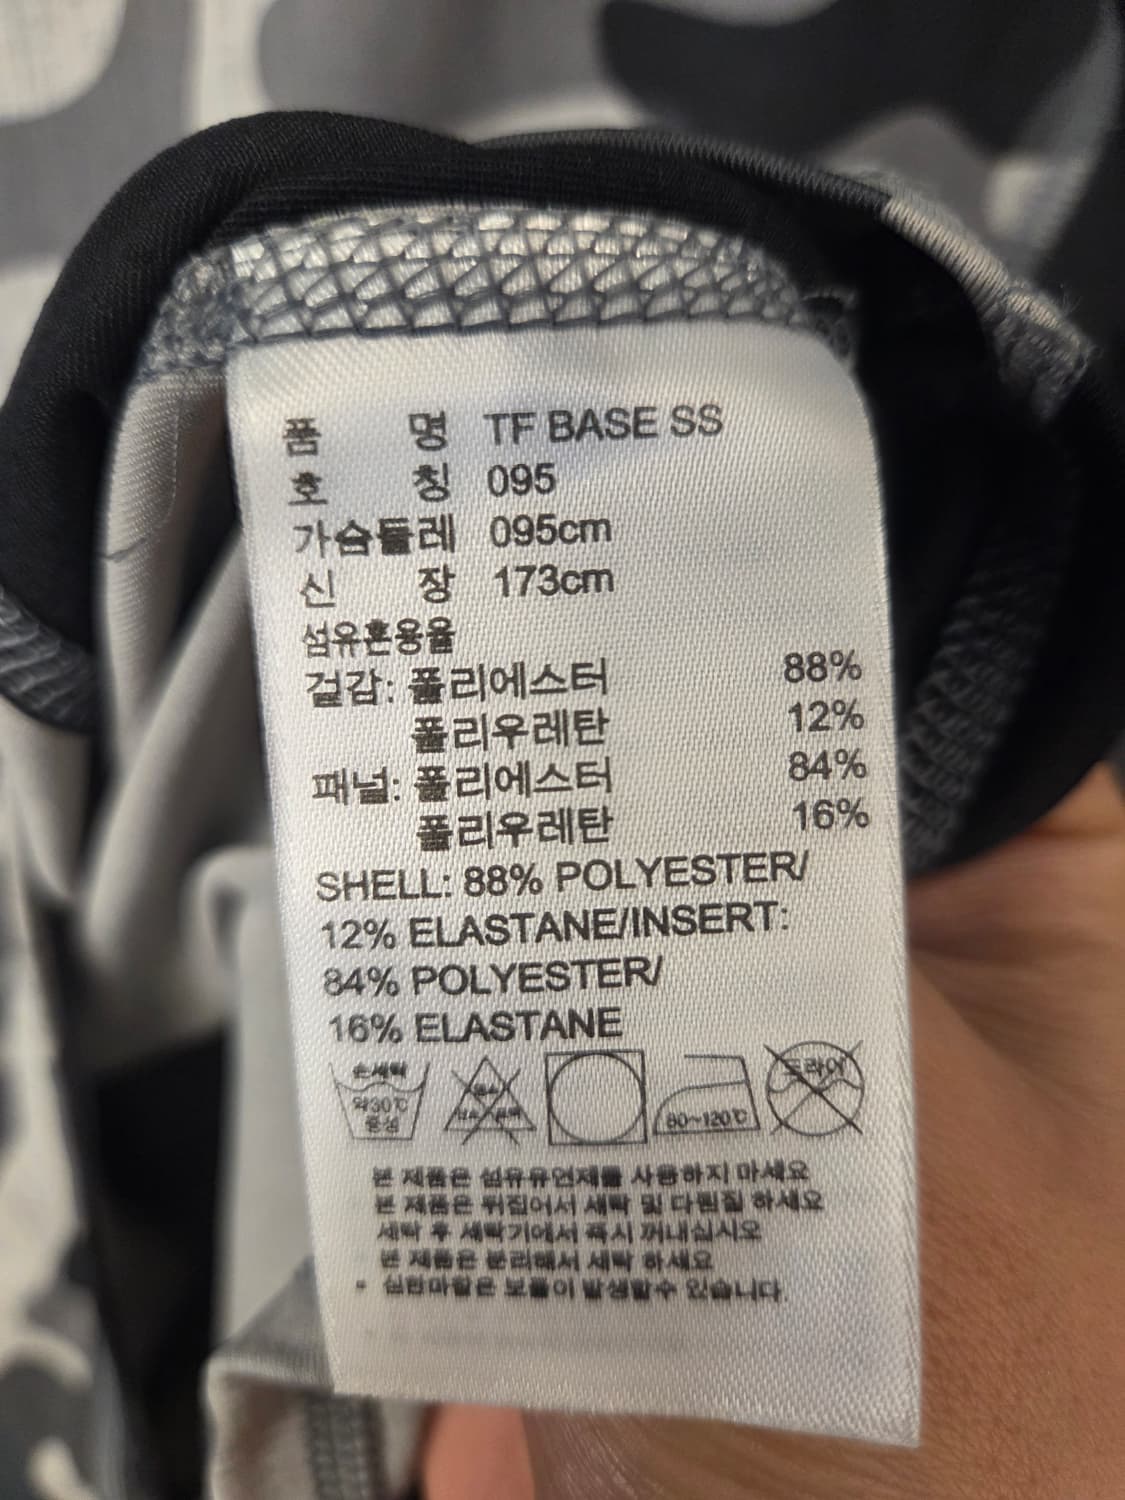 품 명 TF BASE SS
호 칭 095
가슴둘레 095cm
신 장 173cm
섬유혼용율
겉감: 폴리에스터 88%
폴리우레탄 12%
패널: 폴리에스터 84%
폴리우레탄 16%
SHELL: 88% POLYESTER/
12% ELASTANE/INSERT:
84% POLYESTER/
16% ELASTANE
손세탁
약30℃
중성
80~120℃
드라이
본 제품은 섬유유연제를 사용하지 마세요
본 제품은 뒤집어서 세탁 및 다림질 하세요
세탁 후 세탁기에서 즉시 꺼내십시오
본 제품은 분리해서 세탁 하세요
• 심한마찰은 보풀이 발생할수 있습니다.